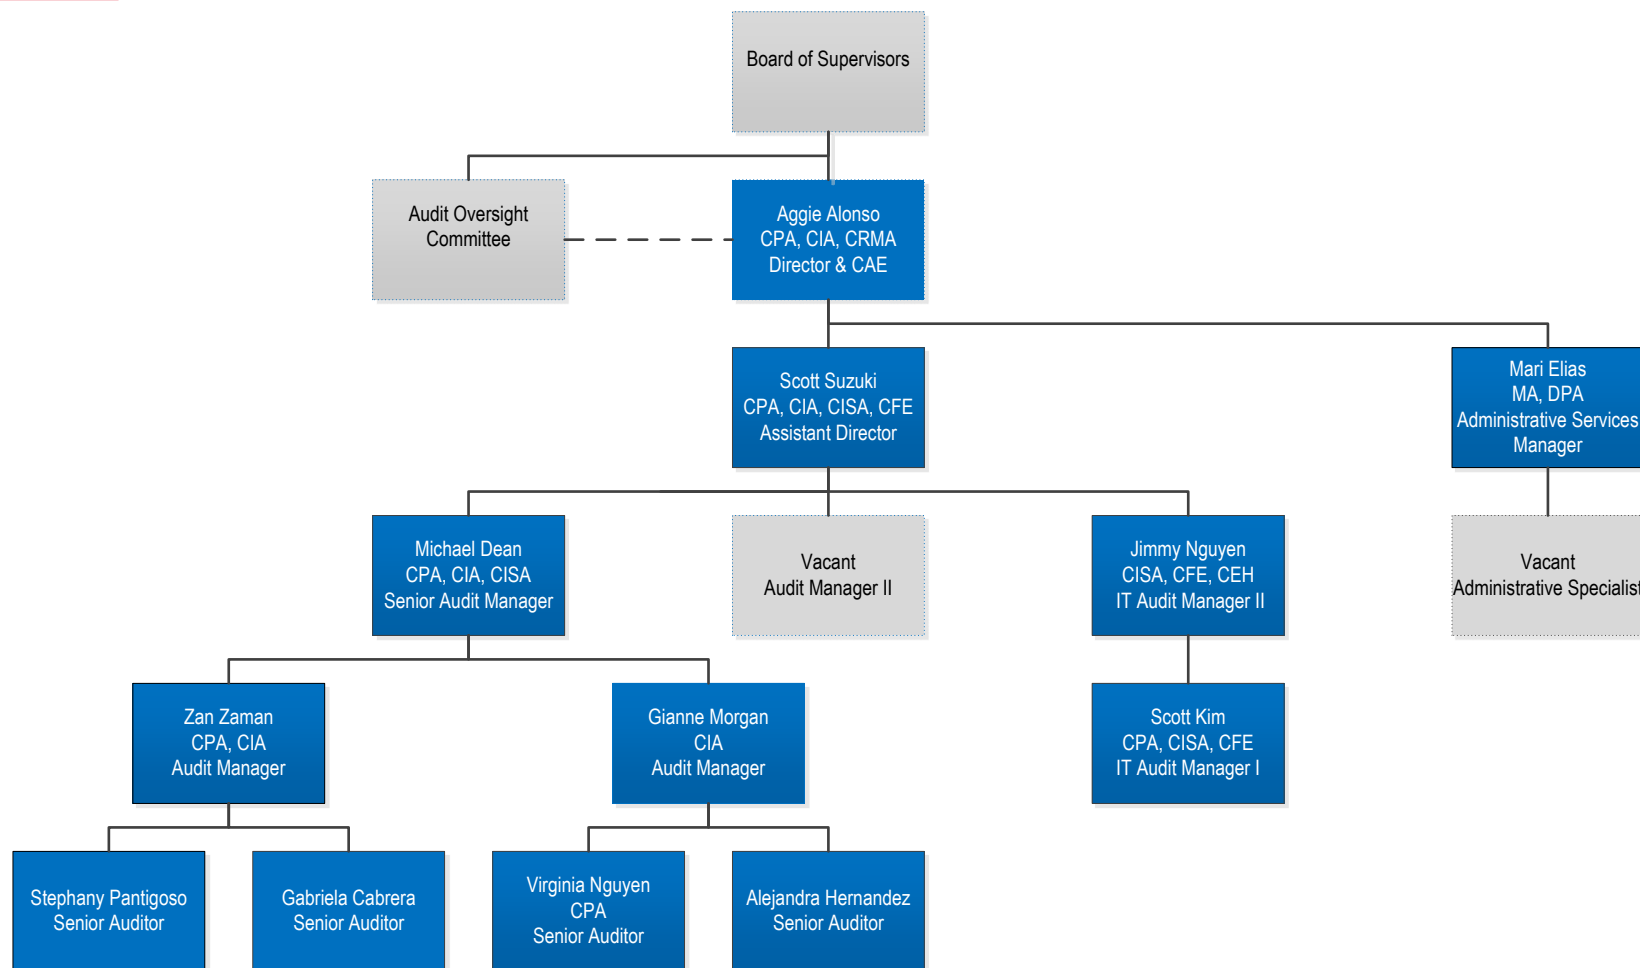 Board of Supervisors
Audit Oversight
Committee
Aggie Alonso
CPA, CIA, CRMA
Director & CAE
Scott Suzuki
CPA, CIA, CISA, CFE
Assistant Director
Mari Elias
MA, DPA
Administrative Services
Manager
Michael Dean
CPA, CIA, CISA
Senior Audit Manager
Vacant
Audit Manager II
Jimmy Nguyen
CISA, CFE, CEH
IT Audit Manager II
Vacant
Administrative Specialist
Zan Zaman
CPA, CIA
Audit Manager
Gianne Morgan
CIA
Audit Manager
Scott Kim
CPA, CISA, CFE
IT Audit Manager I
Stephany Pantigoso
Senior Auditor
Gabriela Cabrera
Senior Auditor
Virginia Nguyen
CPA
Senior Auditor
Alejandra Hernandez
Senior Auditor